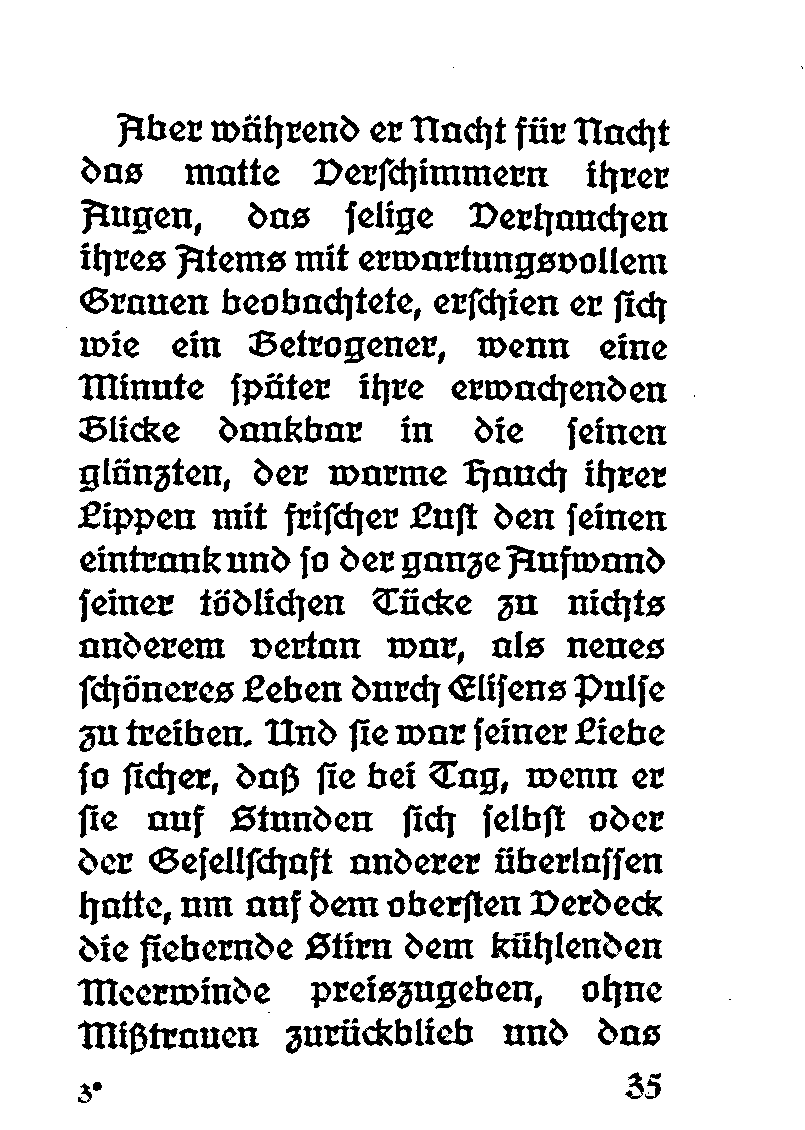 Aber während er Nacht für Nacht
das matte Verschimmern ihrer
Augen, das selige Verhauchen
ihres Atems mit erwartungsvollem
Grauen beobachtete, erschien er sich
wie ein Betrogener, wenn eine
Minute später ihre erwachenden
Blicke dankbar in die seinen
glänzten, der warme Hauch ihrer
Lippen mit frischer Lust den seinen
eintrank und so der ganze Aufwand
seiner tödlichen Tücke zu nichts
anderem vertan war, als neues
schöneres Leben durch Elisens Pulse
zu treiben. Und sie war seiner Liebe
so sicher, daß sie bei Tag, wenn er
sie auf Stunden sich selbst oder
der Gesellschaft anderer überlassen
hatte, um auf dem obersten Verdeck
die fiebernde Stirn dem kühlenden
Meerwinde preiszugeben, ohne
Mißtrauen zurückblieb und das
3* 35